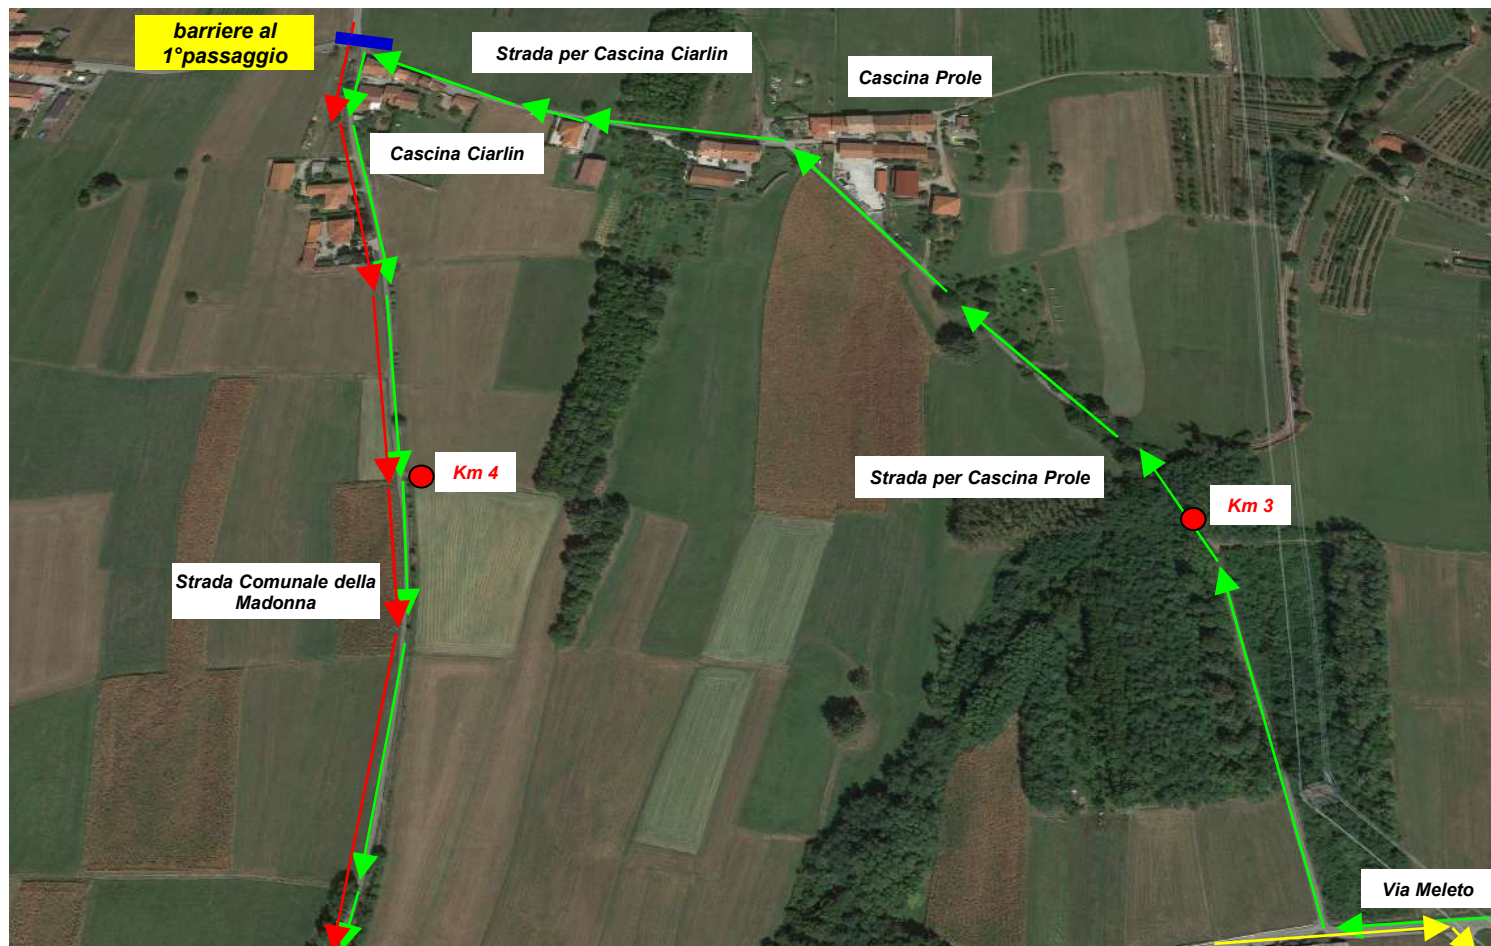 barriere al
1°passaggio
Strada per Cascina Ciarlin
Cascina Prole
Cascina Ciarlin
Km 4
Strada per Cascina Prole
Km 3
Strada Comunale della
Madonna
Via Meleto